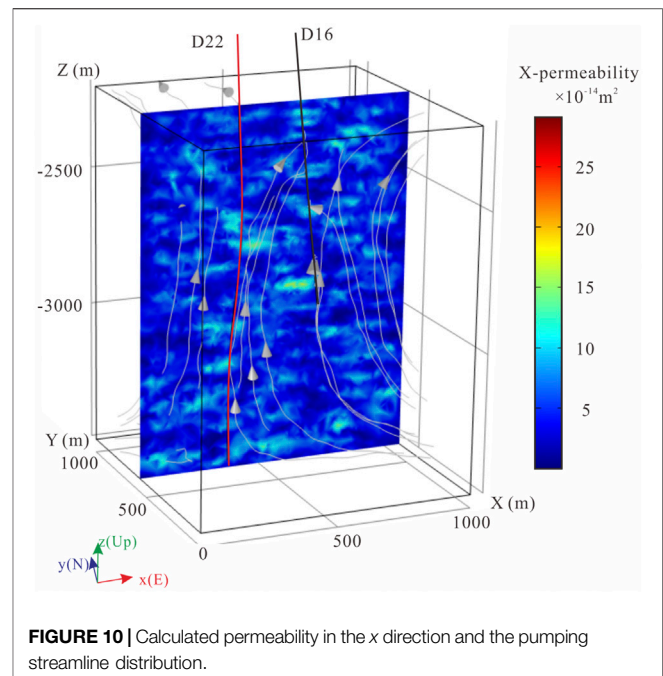 D22
D16
Z (m)
X-permeability
×10⁻¹⁴m²
-2500
-3000
25
20
15
10
5
Y (m)
1000
500
0
500
1000
X (m)
z(Up)
y(N)
x(E)
FIGURE 10 | Calculated permeability in the x direction and the pumping
streamline distribution.